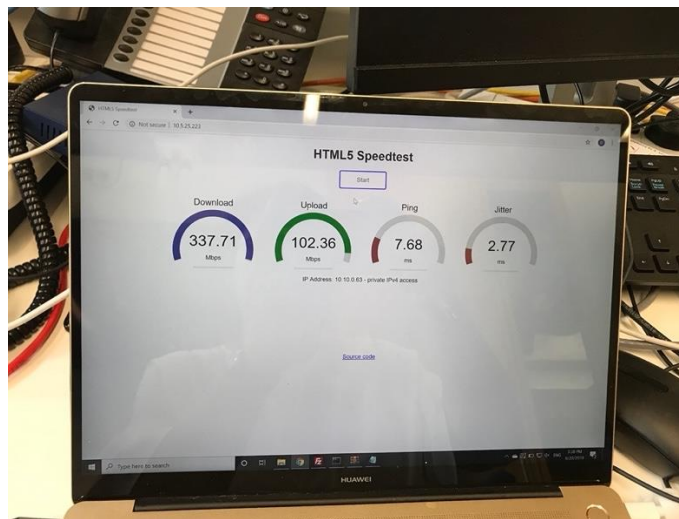 HTML5 Speedtest
Not secure | 10.5.25.223
HTML5 Speedtest
Start
Download
Upload
Ping
Jitter
337.71
102.36
7.68
2.77
Mbps
Mbps
ms
ms
IP Address: 10.10.0.63 - private IPv4 access
Source code
Type here to search
ENG
HUAWEI